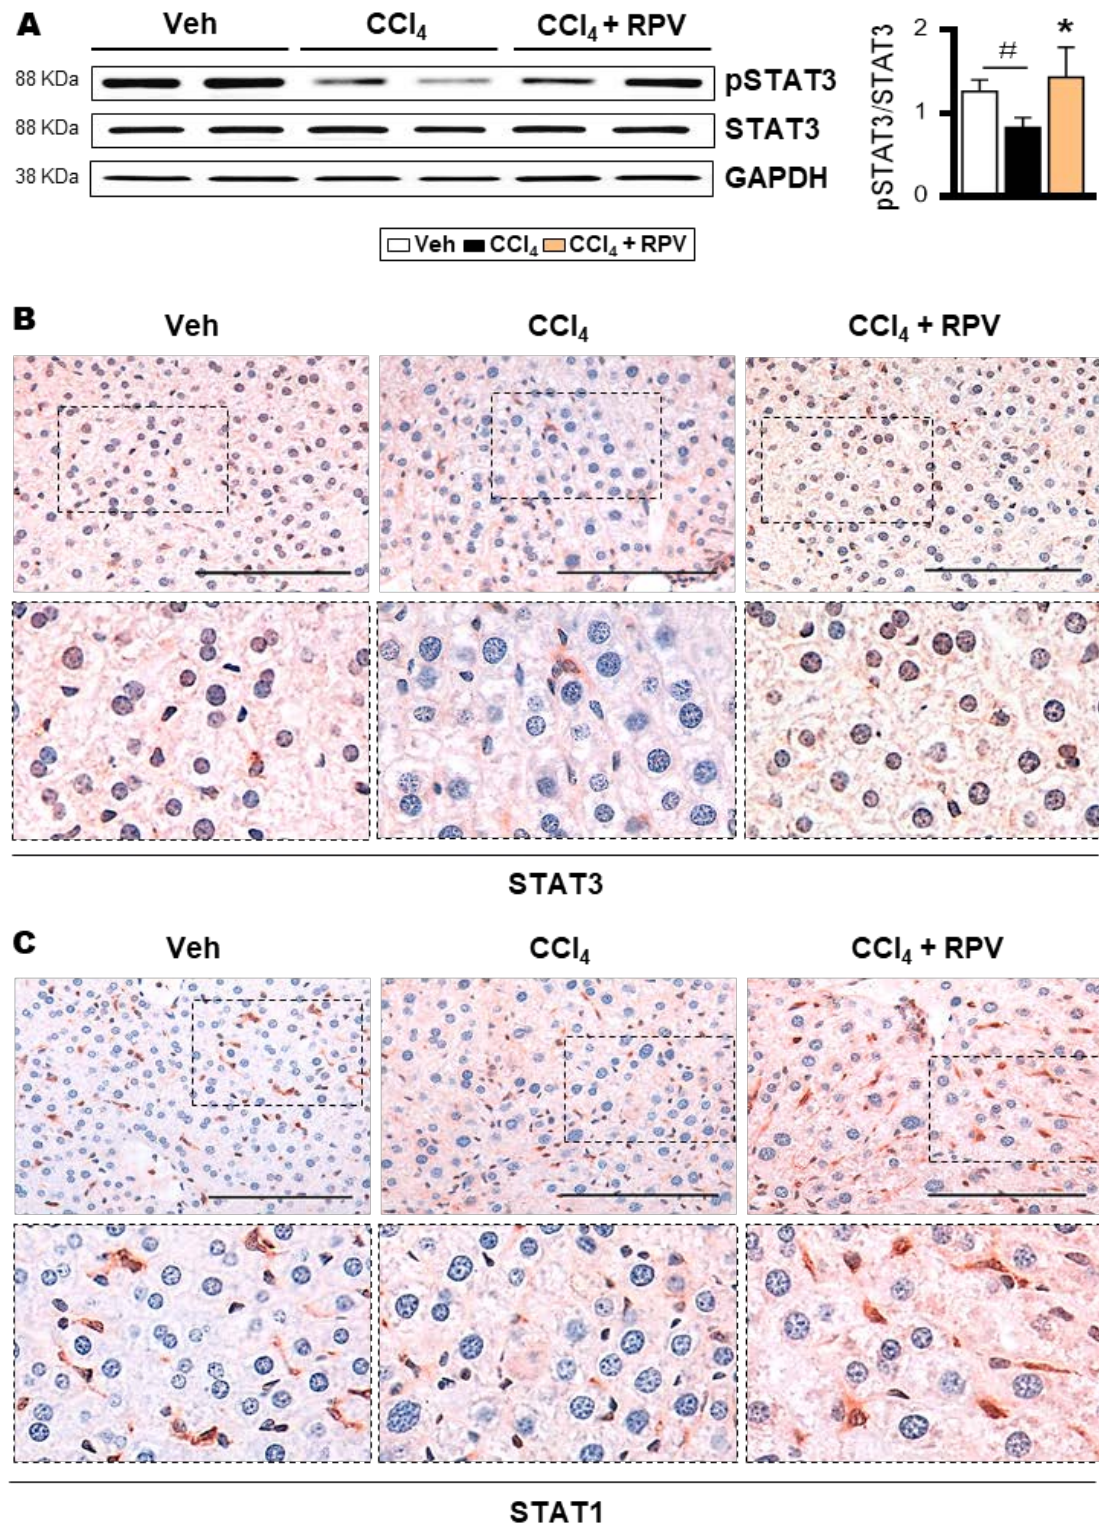 A
Veh
CCl₄
CCl₄ + RPV
88 KDa
pSTAT3
88 KDa
STAT3
38 KDa
GAPDH
pSTAT3/STAT3
2
1
0
#
*
Veh CCl₄ CCl₄ + RPV
B
Veh
CCl₄
CCl₄ + RPV
STAT3
C
Veh
CCl₄
CCl₄ + RPV
STAT1